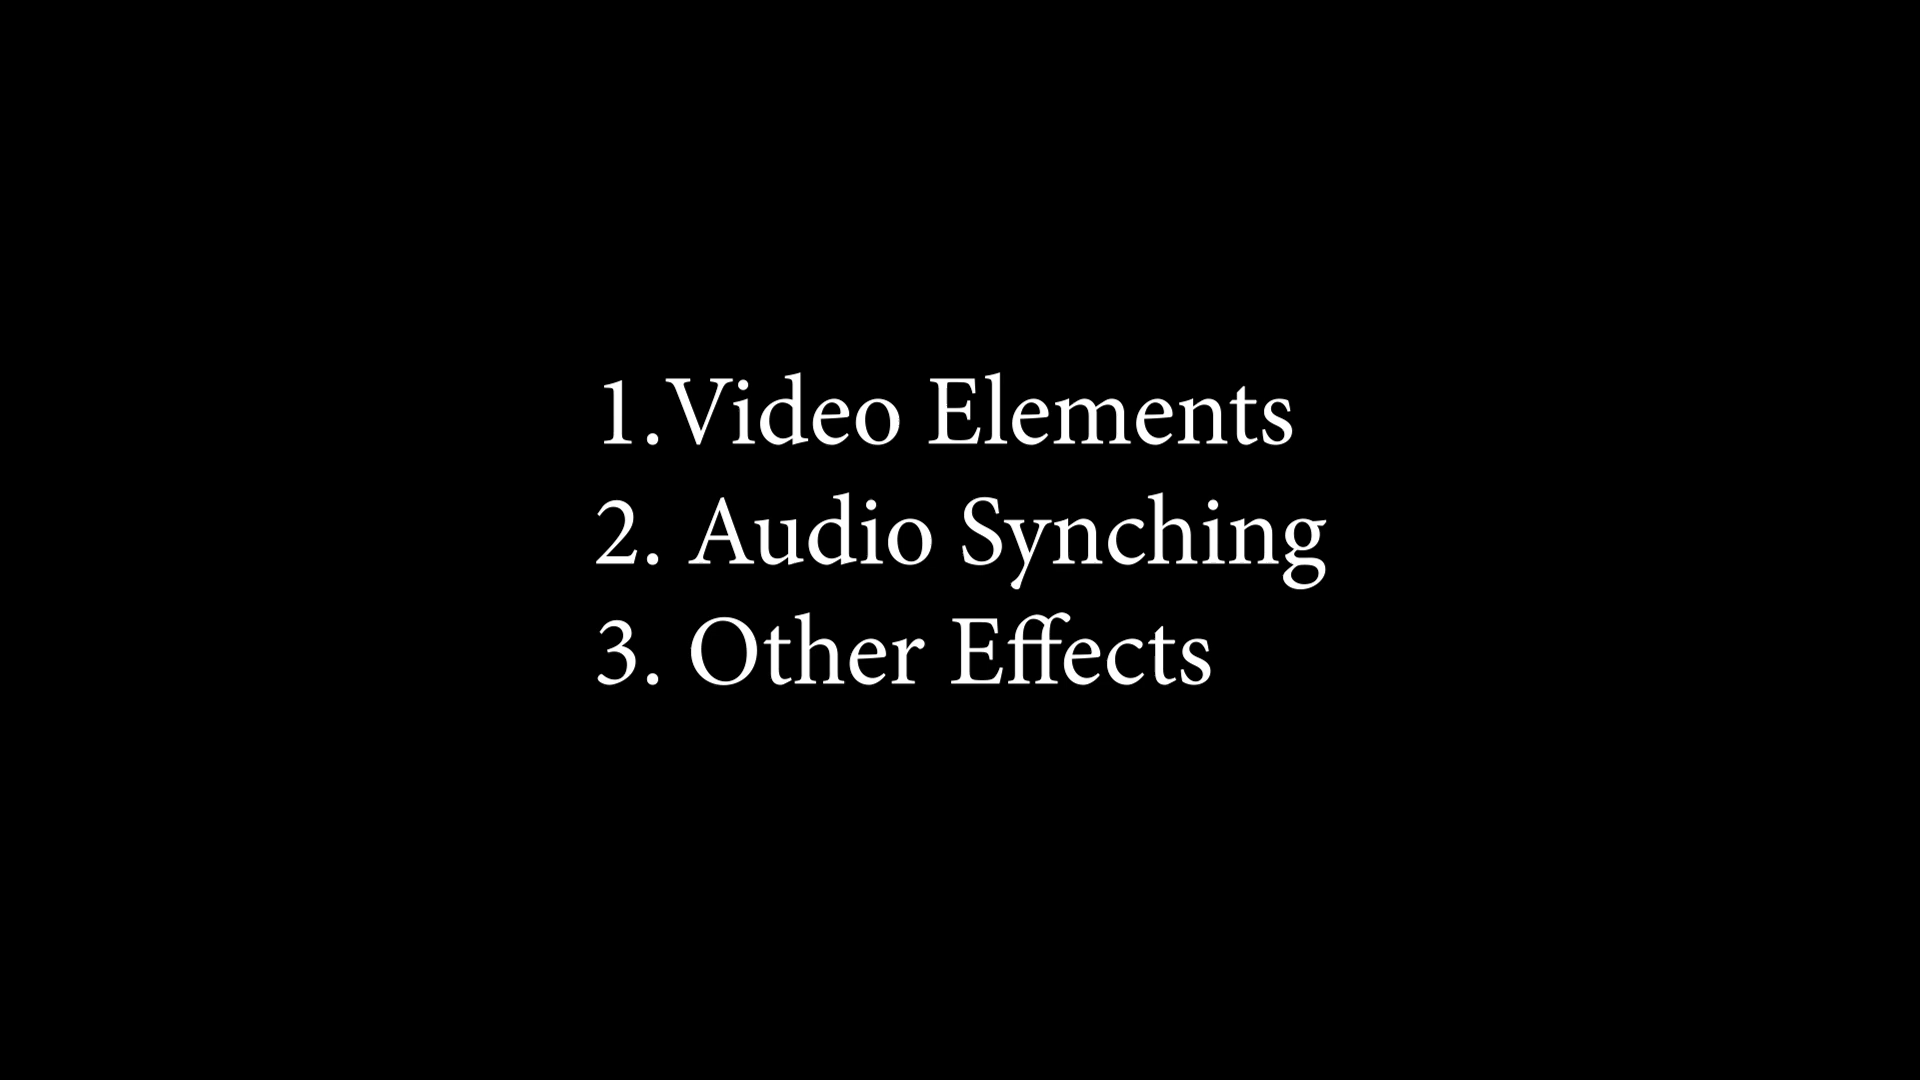 1.Video Elements
2. Audio Synching
3. Other Effects